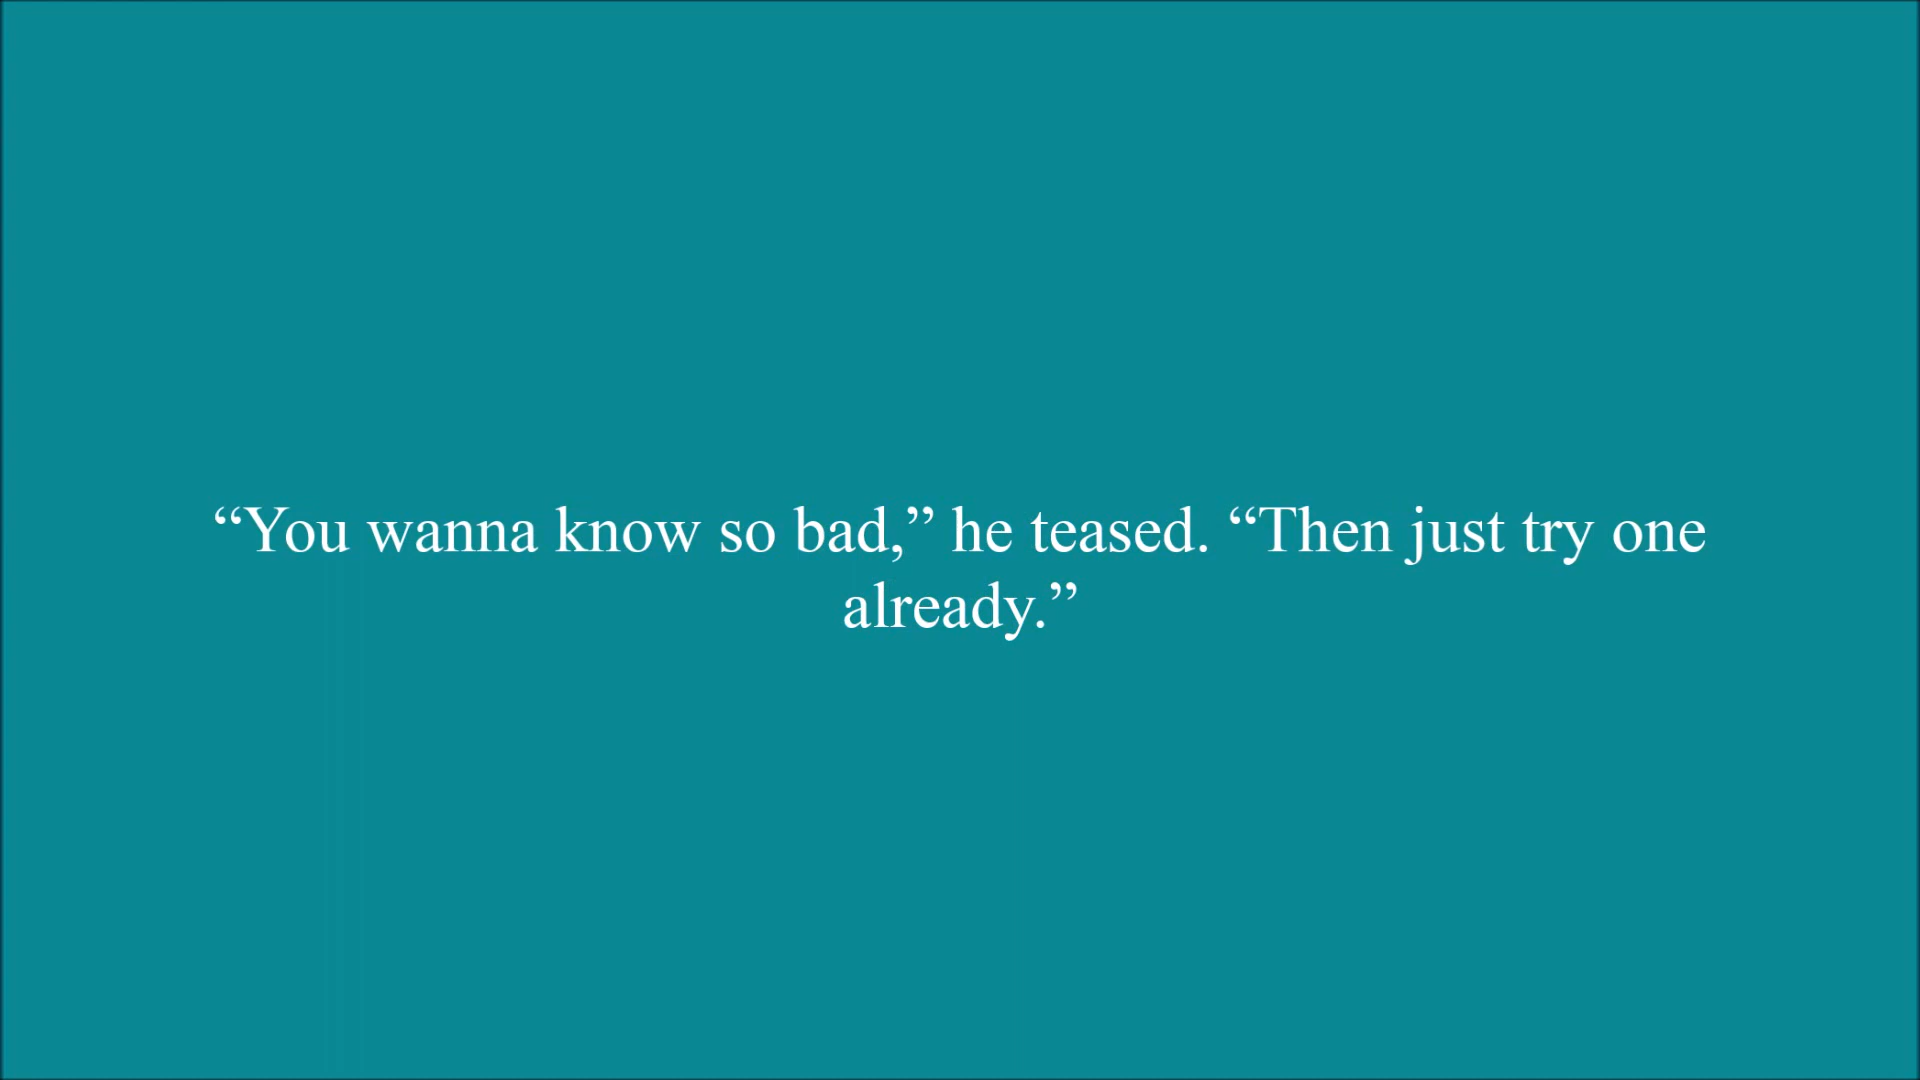 “You wanna know so bad,” he teased. “Then just try one
already.”